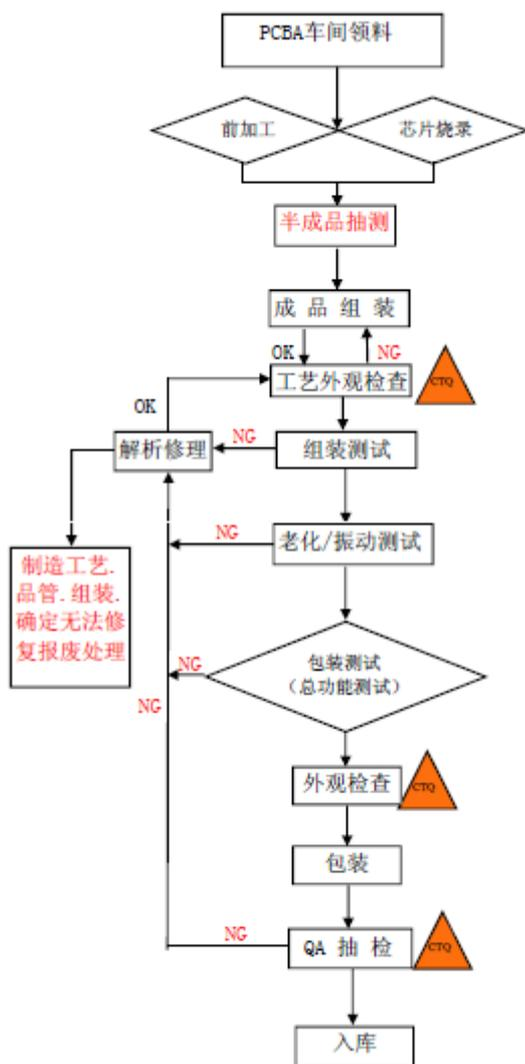 PCBA车间领料
前加工
芯片烧录
半成品抽测
成 品 组 装
OK
NG
工艺外观检查
CTQ
OK
解析修理
NG
组装测试
NG
老化/振动测试
制造工艺.
品管.组装.
确定无法修
复报废处理
NG
NG
包装测试
（总功能测试）
外观检查
CTQ
包装
NG
QA 抽 检
CTQ
入库